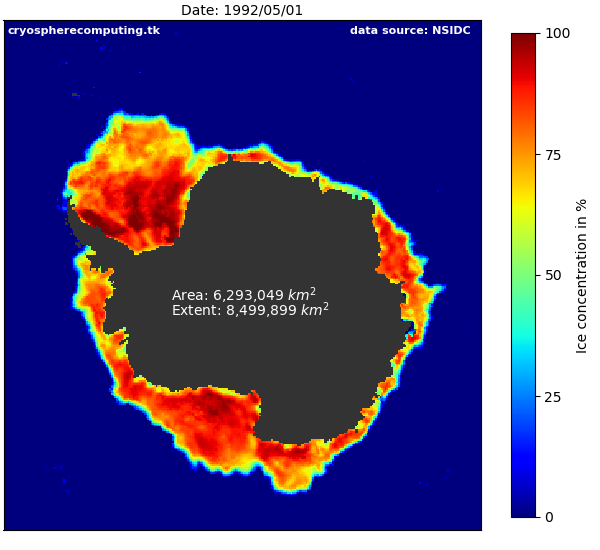 Date: 1992/05/01
cryospherecomputing.tk
data source: NSIDC
100
75
50
25
0
Ice concentration in %
Area: 6,293,049 km²
Extent: 8,499,899 km²